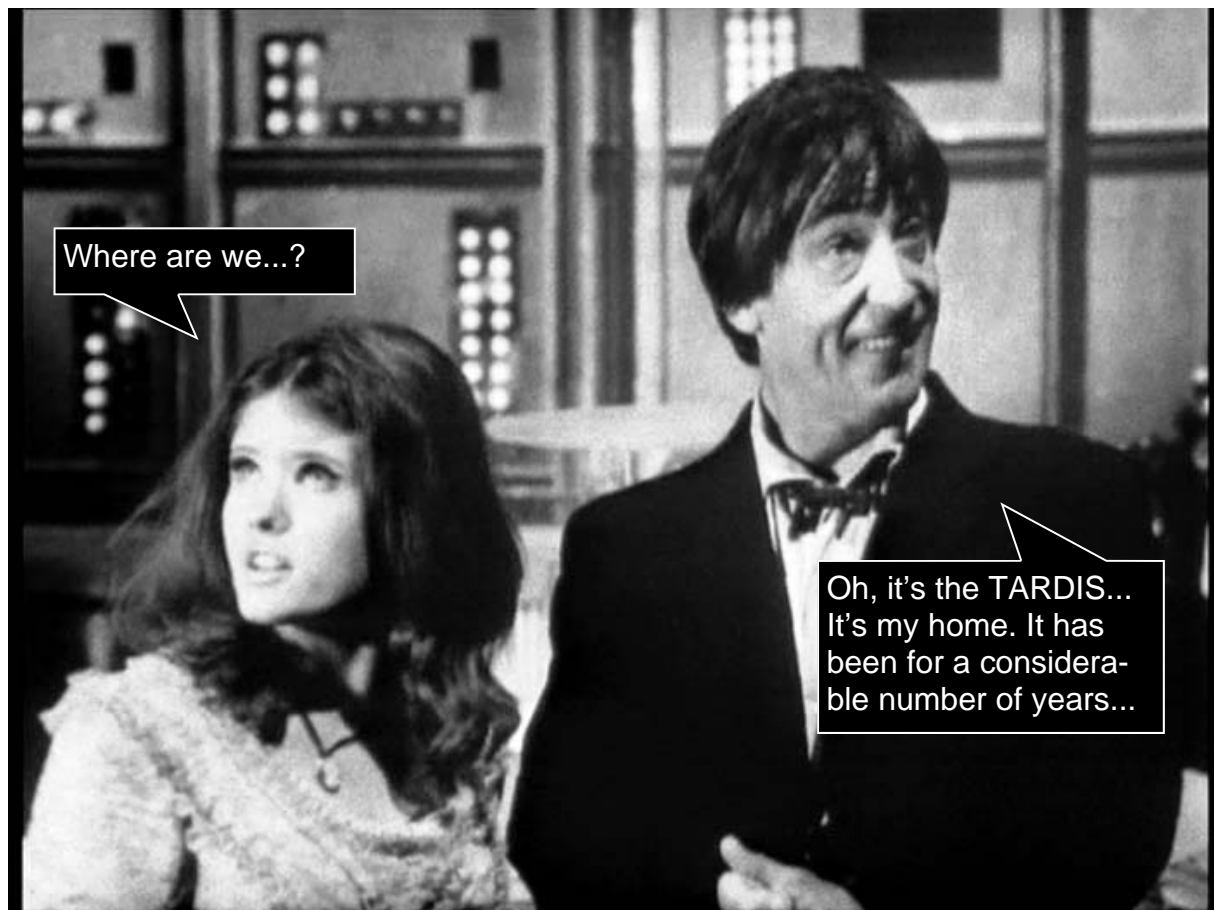 Where are we...?
Oh, it's the TARDIS...
It's my home. It has
been for a considera-
ble number of years...